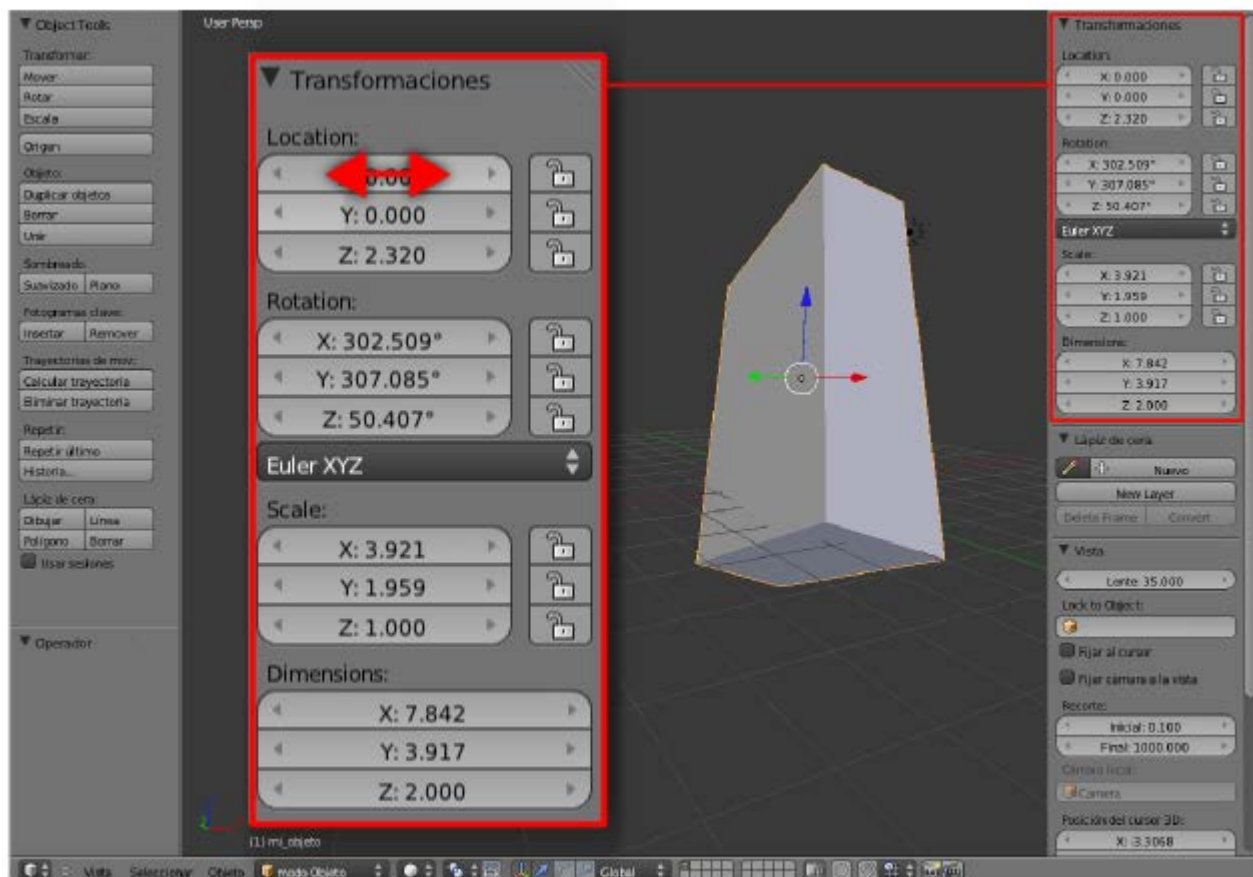 Object Tools
Transformar:
Mover
Rotar
Escala
Origen
Objeto:
Duplicar objetos
Borrar
Unir
Sombreado:
Suavizado Plano
Fotogramas clave:
Insertar Remover
Trayectorias de mov.:
Calcular trayectoria
Eliminar trayectoria
Repetir:
Repetir último
Historia...
Lápiz de cera:
Dibujar Línea
Polígono Borrar
Usar sesiones
Operador
User Persp
Transformaciones
Location:
Y: 0.000
Z: 2.320
Rotation:
X: 302.509°
Y: 307.085°
Z: 50.407°
Euler XYZ
Scale:
X: 3.921
Y: 1.959
Z: 1.000
Dimensions:
X: 7.842
Y: 3.917
Z: 2.000
(1) mi_objeto
Transformaciones
Location:
X: 0.000
Y: 0.000
Z: 2.320
Rotation:
X: 302.509°
Y: 307.085°
Z: 50.407°
Euler XYZ
Scale:
X: 3.921
Y: 1.959
Z: 1.000
Dimensions:
X: 7.842
Y: 3.917
Z: 2.000
Lápiz de cera
Nuevo
New Layer
Delete Frame Convert
Vista
Lente: 35.000
Lock to Object:
Fijar al cursor
Fijar cámara a la vista
Recorte:
Inicial: 0.100
Final: 1000.000
Cámara local:
Camera
Posición del cursor 3D:
X: -3.3068
Vista Seleccionar Objeto modo Objeto Global